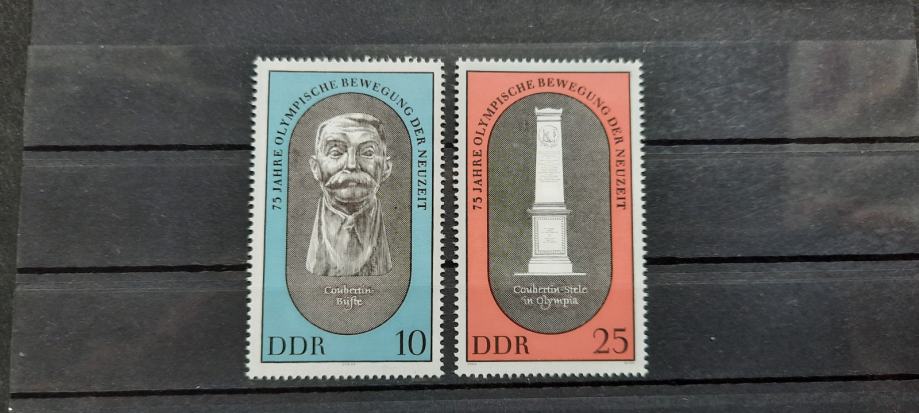 75 JAHRE OLYMPISCHE BEWEGUNG DER NEUZEIT
Coubertin-
Büste
DDR 10
75 JAHRE OLYMPISCHE BEWEGUNG DER NEUZEIT
Coubertin-Stele
in Olympia
DDR 25